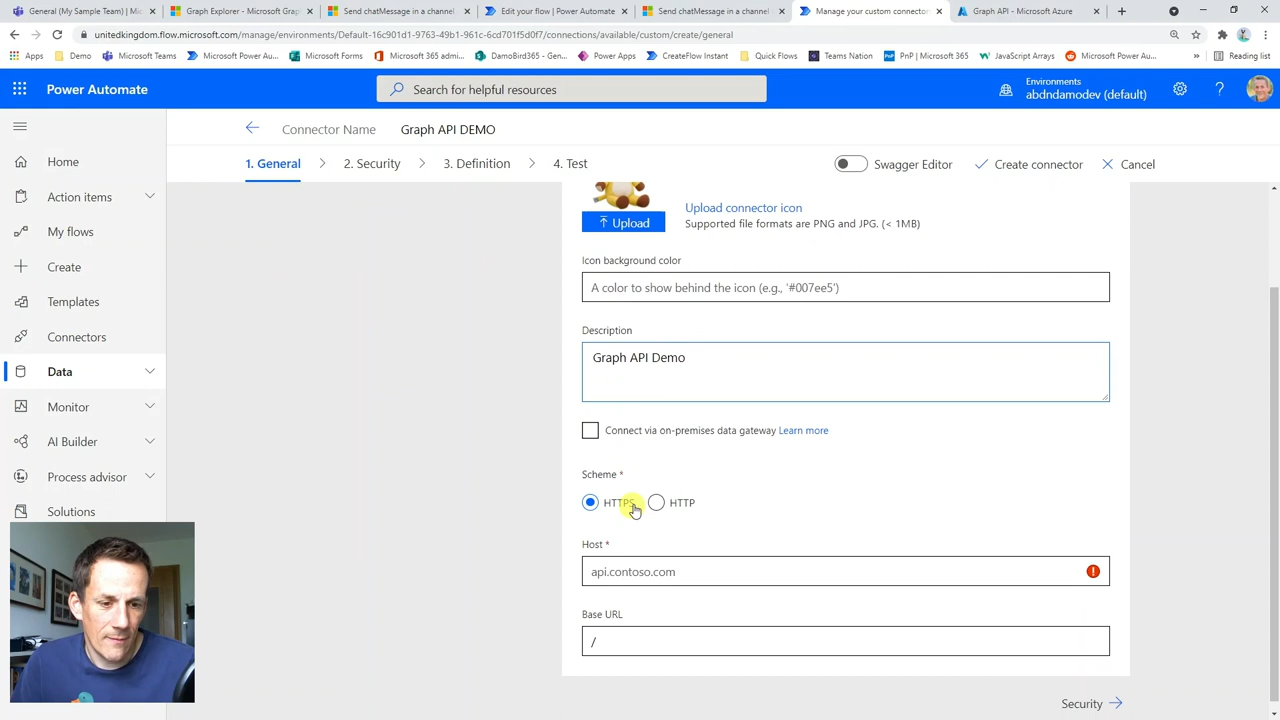 General (My Sample Team) | Mic
Graph Explorer - Microsoft Grap
Send chatMessage in a channel
Edit your flow | Power Automate
Send chatMessage in a channel
Manage your custom connector
Graph API - Microsoft Azure
unitedkingdom.flow.microsoft.com/manage/environments/Default-16c901d1-9763-49b1-961c-6cd701f5d0f7/connections/available/custom/create/general
Apps
Demo
Microsoft Teams
Microsoft Power Au...
Microsoft Forms
Microsoft 365 admi...
DamoBird365 - Gen...
Power Apps
CreateFlow Instant
Quick Flows
Teams Nation
PnP | Microsoft 365
JavaScript Arrays
Microsoft Power Au...
»
Reading list
Power Automate
Search for helpful resources
Environments
abdndamodev (default)
?
Connector Name
Graph API DEMO
1. General
2. Security
3. Definition
4. Test
Swagger Editor
Create connector
Cancel
Home
Action items
My flows
Create
Templates
Connectors
Data
Monitor
AI Builder
Process advisor
Solutions
Upload
Upload connector icon
Supported file formats are PNG and JPG. (< 1MB)
Icon background color
A color to show behind the icon (e.g., '#007ee5')
Description
Graph API Demo
Connect via on-premises data gateway Learn more
Scheme *
HTTPS
HTTP
Host *
api.contoso.com
Base URL
/
Security